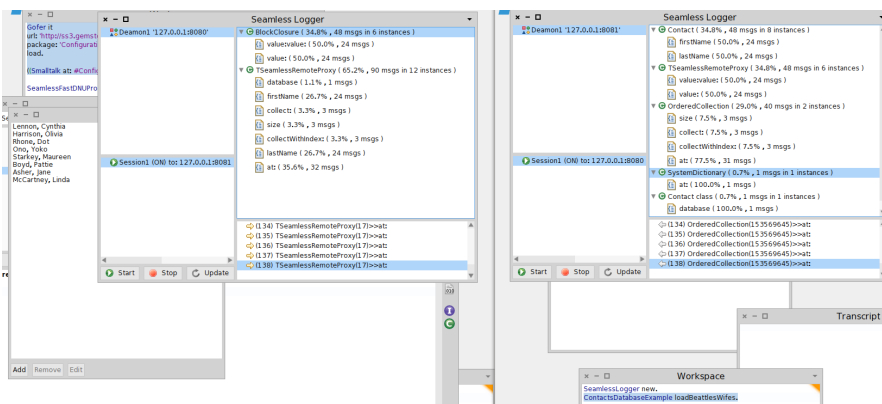 Gofer it
url: 'http://ss3.gemst
package: 'Configurati
load.
((Smalltalk at: #Config
SeamlessFastDNUPro
Lennon, Cynthia
Harrison, Olivia
Rhone, Dot
Ono, Yoko
Starkey, Maureen
Boyd, Pattie
Asher, Jane
McCartney, Linda
Add Remove Edit
Seamless Logger
Deamon1 '127.0.0.1:8080'
Session1 (ON) to: 127.0.0.1:8081
BlockClosure ( 34.8% , 48 msgs in 6 instances )
value:value: ( 50.0% , 24 msgs )
value: ( 50.0% , 24 msgs )
TSeamlessRemoteProxy ( 65.2% , 90 msgs in 12 instances )
database ( 1.1% , 1 msgs )
firstName ( 26.7% , 24 msgs )
collect: ( 3.3% , 3 msgs )
size ( 3.3% , 3 msgs )
collectWithIndex: ( 3.3% , 3 msgs )
lastName ( 26.7% , 24 msgs )
at: ( 35.6% , 32 msgs )
(134) TSeamlessRemoteProxy(17)>>at:
(135) TSeamlessRemoteProxy(17)>>at:
(136) TSeamlessRemoteProxy(17)>>at:
(137) TSeamlessRemoteProxy(17)>>at:
(138) TSeamlessRemoteProxy(17)>>at:
Start Stop Update
Seamless Logger
Deamon1 '127.0.0.1:8081'
Session1 (ON) to: 127.0.0.1:8080
Contact ( 34.8% , 48 msgs in 8 instances )
firstName ( 50.0% , 24 msgs )
lastName ( 50.0% , 24 msgs )
TSeamlessRemoteProxy ( 34.8% , 48 msgs in 6 instances )
value:value: ( 50.0% , 24 msgs )
value: ( 50.0% , 24 msgs )
OrderedCollection ( 29.0% , 40 msgs in 2 instances )
size ( 7.5% , 3 msgs )
collect: ( 7.5% , 3 msgs )
collectWithIndex: ( 7.5% , 3 msgs )
at: ( 77.5% , 31 msgs )
SystemDictionary ( 0.7% , 1 msgs in 1 instances )
at: ( 100.0% , 1 msgs )
Contact class ( 0.7% , 1 msgs in 1 instances )
database ( 100.0% , 1 msgs )
(134) OrderedCollection(153569645)>>at:
(135) OrderedCollection(153569645)>>at:
(136) OrderedCollection(153569645)>>at:
(137) OrderedCollection(153569645)>>at:
(138) OrderedCollection(153569645)>>at:
Start Stop Update
Transcript
Workspace
SeamlessLogger new.
ContactsDatabaseExample loadBeattlesWifes.